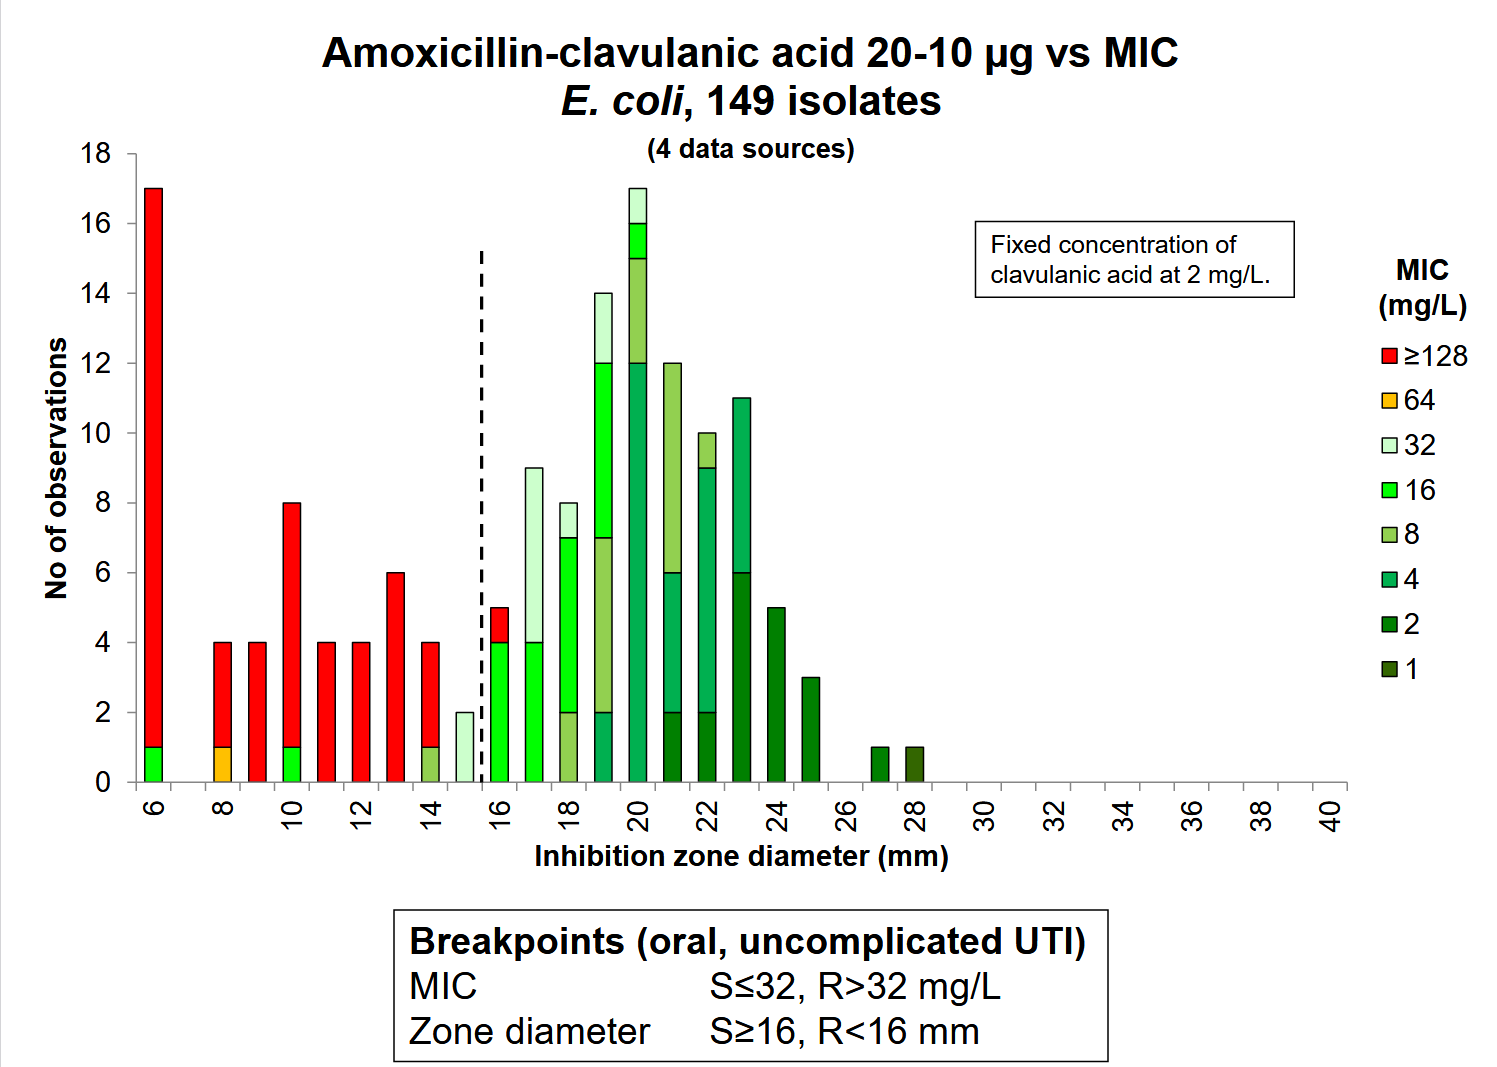 Amoxicillin-clavulanic acid 20-10 µg vs MIC
E. coli, 149 isolates
(4 data sources)
18
16
14
12
10
8
6
4
2
0
No of observations
Fixed concentration of
clavulanic acid at 2 mg/L.
MIC
(mg/L)
≥128
64
32
16
8
4
2
1
6 8 10 12 14 16 18 20 22 24 26 28 30 32 34 36 38 40
Inhibition zone diameter (mm)
Breakpoints (oral, uncomplicated UTI)
MIC S≤32, R>32 mg/L
Zone diameter S≥16, R<16 mm